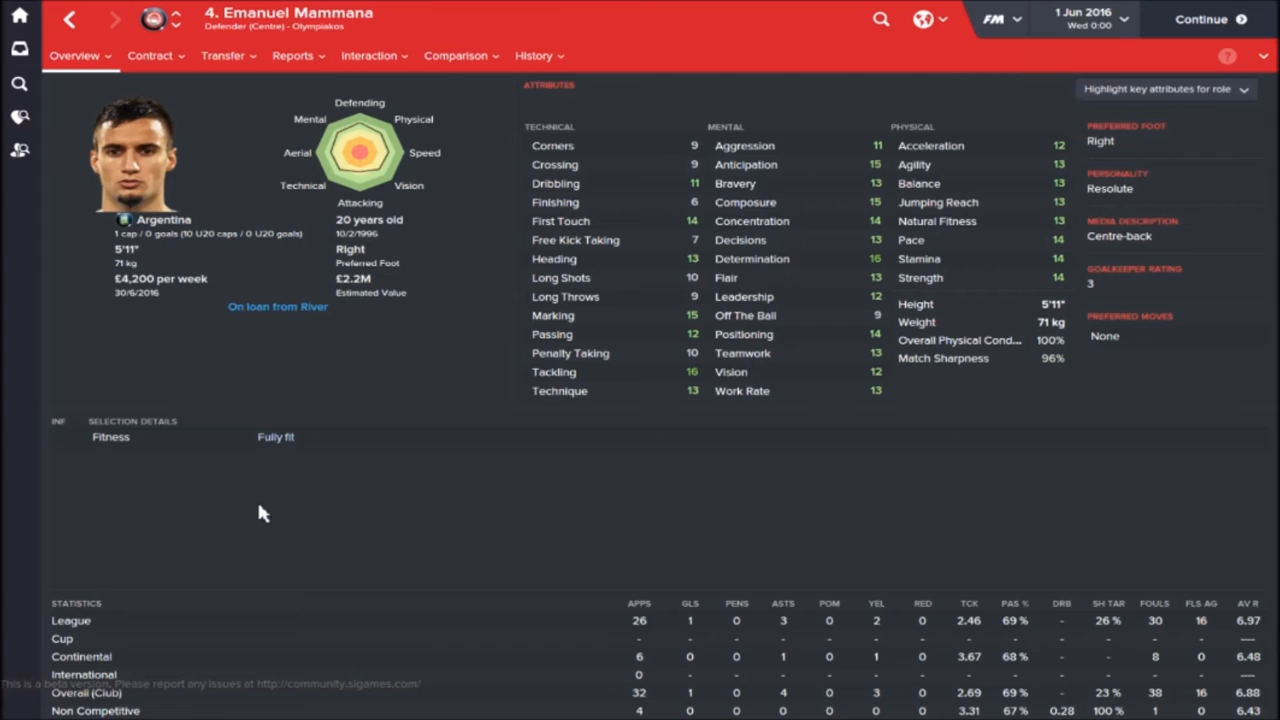 4. Emanuel Mammana
Defender (Centre) - Olympiakos
FM
1 Jun 2016
Wed 0:00
Continue
Overview Contract Transfer Reports Interaction Comparison History
?
Defending
Mental Physical
Aerial Speed
Technical Vision
Attacking
Argentina
1 cap / 0 goals (10 U20 caps / 0 U20 goals)
5'11"
71 kg
£4,200 per week
30/6/2016
20 years old
10/2/1996
Right
Preferred Foot
£2.2M
Estimated Value
On loan from River
ATTRIBUTES
Highlight key attributes for role
TECHNICAL
Corners 9
Crossing 9
Dribbling 11
Finishing 6
First Touch 14
Free Kick Taking 7
Heading 13
Long Shots 10
Long Throws 9
Marking 15
Passing 12
Penalty Taking 10
Tackling 16
Technique 13
MENTAL
Aggression 11
Anticipation 15
Bravery 13
Composure 15
Concentration 14
Decisions 13
Determination 16
Flair 13
Leadership 12
Off The Ball 9
Positioning 14
Teamwork 13
Vision 12
Work Rate 13
PHYSICAL
Acceleration 12
Agility 13
Balance 13
Jumping Reach 13
Natural Fitness 13
Pace 14
Stamina 14
Strength 14
Height 5'11"
Weight 71 kg
Overall Physical Cond... 100%
Match Sharpness 96%
PREFERRED FOOT
Right
PERSONALITY
Resolute
MEDIA DESCRIPTION
Centre-back
GOALKEEPER RATING
3
PREFERRED MOVES
None
INF SELECTION DETAILS
Fitness Fully fit
STATISTICS APPS GLS PENS ASTS POM YEL RED TCK PAS % DRB SH TAR FOULS FLS AG AV R
League 26 1 0 3 0 2 0 2.46 69 % - 26 % 30 16 6.97
Cup - - - - - - - - - - - - - ---
Continental 6 0 0 1 0 1 0 3.67 68 % - - 8 0 6.48
International 0 - - - - - - - - - - - - ---
This is a beta version. Please report any issues at http://community.sigames.com/
Overall (Club) 32 1 0 4 0 3 0 2.69 69 % - 23 % 38 16 6.88
Non Competitive 4 0 0 0 0 0 0 3.31 67 % 0.28 100 % 1 0 6.43